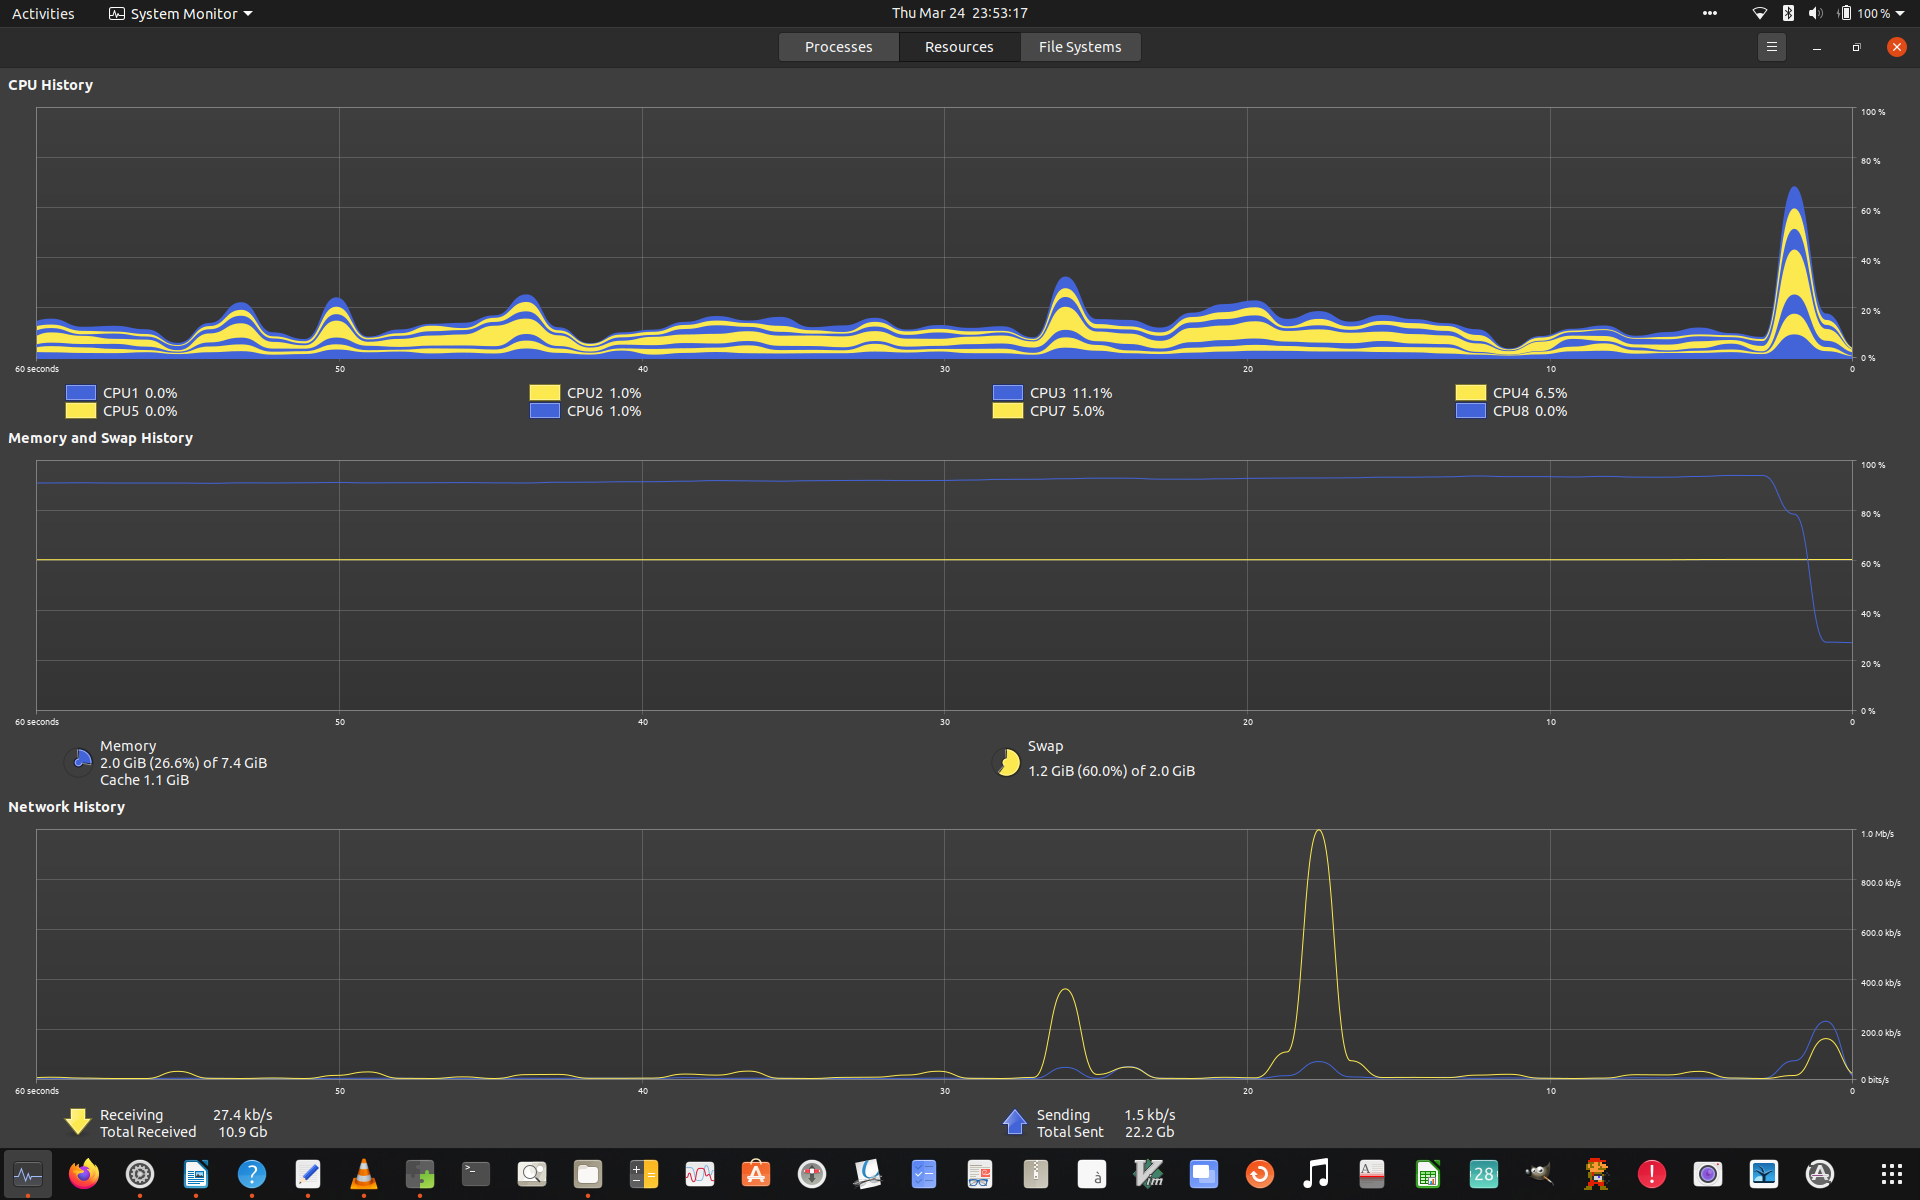 Activities System Monitor Thu Mar 24 23:53:17 100 %
Processes Resources File Systems
CPU History
100 %
80 %
60 %
40 %
20 %
0 %
60 seconds 50 40 30 20 10 0
CPU1 0.0% CPU2 1.0% CPU3 11.1% CPU4 6.5%
CPU5 0.0% CPU6 1.0% CPU7 5.0% CPU8 0.0%
Memory and Swap History
100 %
80 %
60 %
40 %
20 %
0 %
60 seconds 50 40 30 20 10 0
Memory
2.0 GiB (26.6%) of 7.4 GiB
Cache 1.1 GiB
Swap
1.2 GiB (60.0%) of 2.0 GiB
Network History
1.0 Mb/s
800.0 kb/s
600.0 kb/s
400.0 kb/s
200.0 kb/s
0 bits/s
60 seconds 50 40 30 20 10 0
Receiving 27.4 kb/s Sending 1.5 kb/s
Total Received 10.9 Gb Total Sent 22.2 Gb
? >_ à Vim A 28 !